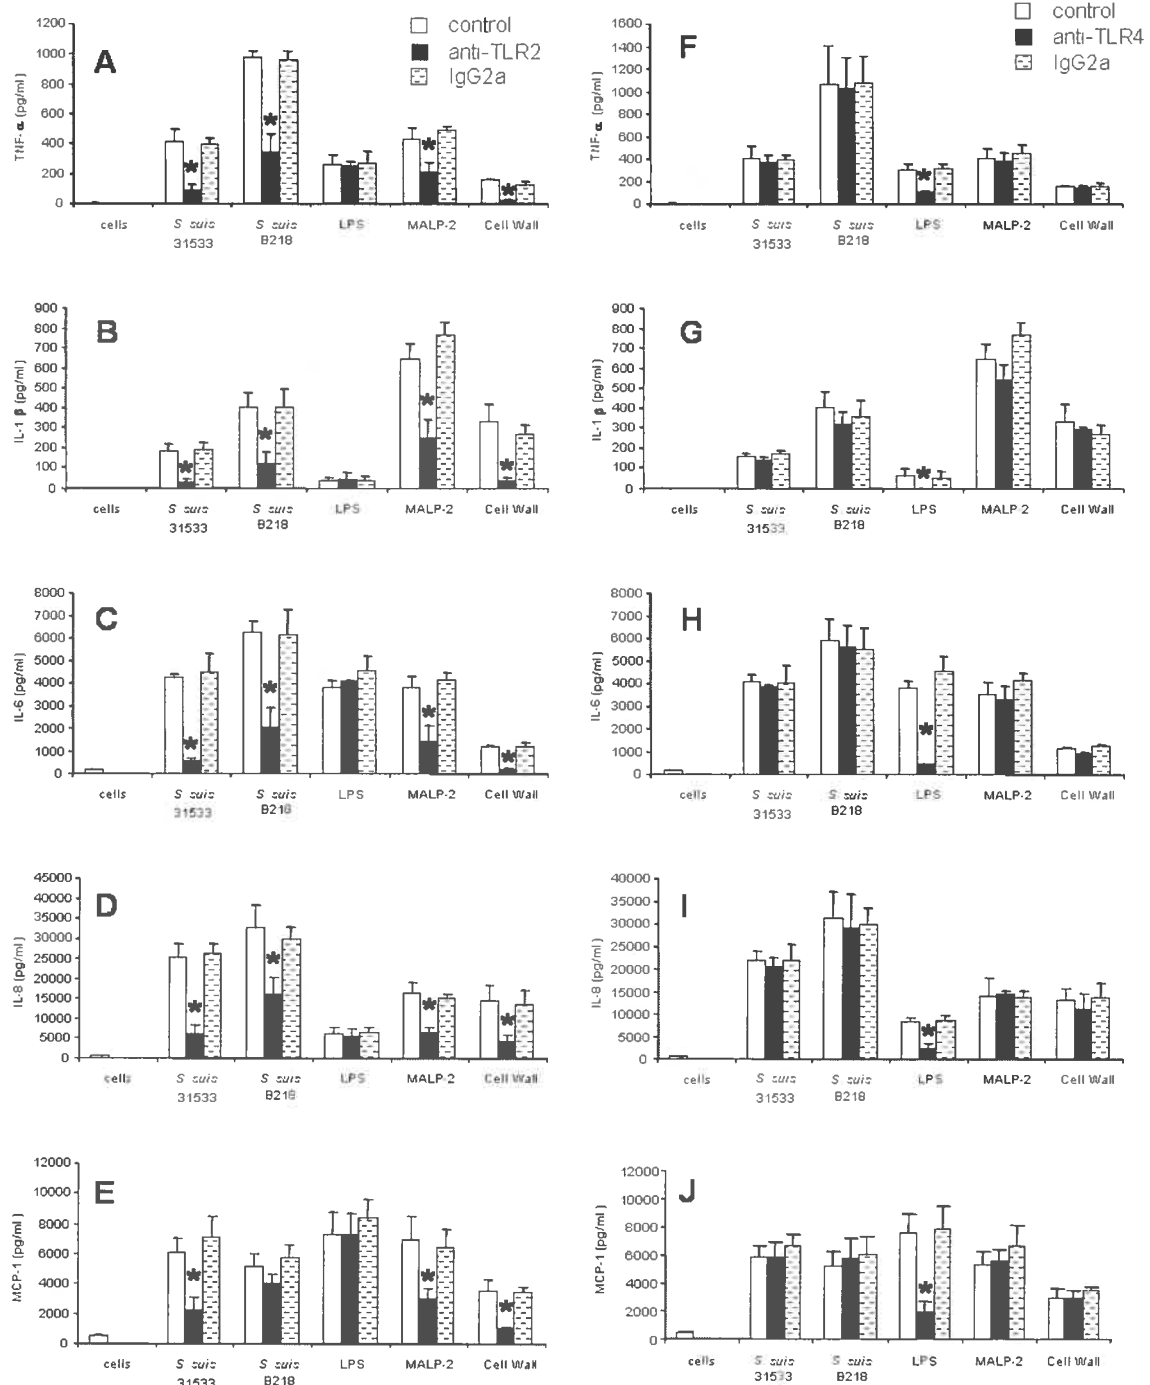 control
anti-TLR2
IgG2a
A
TNF-α (pg/ml)
1200
1000
800
600
400
200
0
cells
S suis
31533
S suis
B218
LPS
MALP-2
Cell Wall
control
anti-TLR4
IgG2a
F
TNF-α (pg/ml)
1600
1400
1200
1000
800
600
400
200
0
cells
S suis
31533
S suis
B218
LPS
MALP-2
Cell Wall
B
IL-1 β (pg/ml)
900
800
700
600
500
400
300
200
100
0
cells
S suis
31533
S suis
B218
LPS
MALP-2
Cell Wall
G
IL-1 β (pg/ml)
900
800
700
600
500
400
300
200
100
0
cells
S suis
31533
S suis
B218
LPS
MALP-2
Cell Wall
C
IL-6 (pg/ml)
8000
7000
6000
5000
4000
3000
2000
1000
0
cells
S suis
31533
S suis
B218
LPS
MALP-2
Cell Wall
H
IL-6 (pg/ml)
8000
7000
6000
5000
4000
3000
2000
1000
0
cells
S suis
31533
S suis
B218
LPS
MALP-2
Cell Wall
D
IL-8 (pg/ml)
45000
40000
35000
30000
25000
20000
15000
10000
5000
0
cells
S suis
31533
S suis
B218
LPS
MALP-2
Cell Wall
I
IL-8 (pg/ml)
40000
35000
30000
25000
20000
15000
10000
5000
0
cells
S suis
31533
S suis
B218
LPS
MALP-2
Cell Wall
E
MCP-1 (pg/ml)
12000
10000
8000
6000
4000
2000
0
cells
S suis
31533
S suis
B218
LPS
MALP-2
Cell Wall
J
MCP-1 (pg/ml)
12000
10000
8000
6000
4000
2000
0
cells
S suis
31533
S suis
B218
LPS
MALP-2
Cell Wall